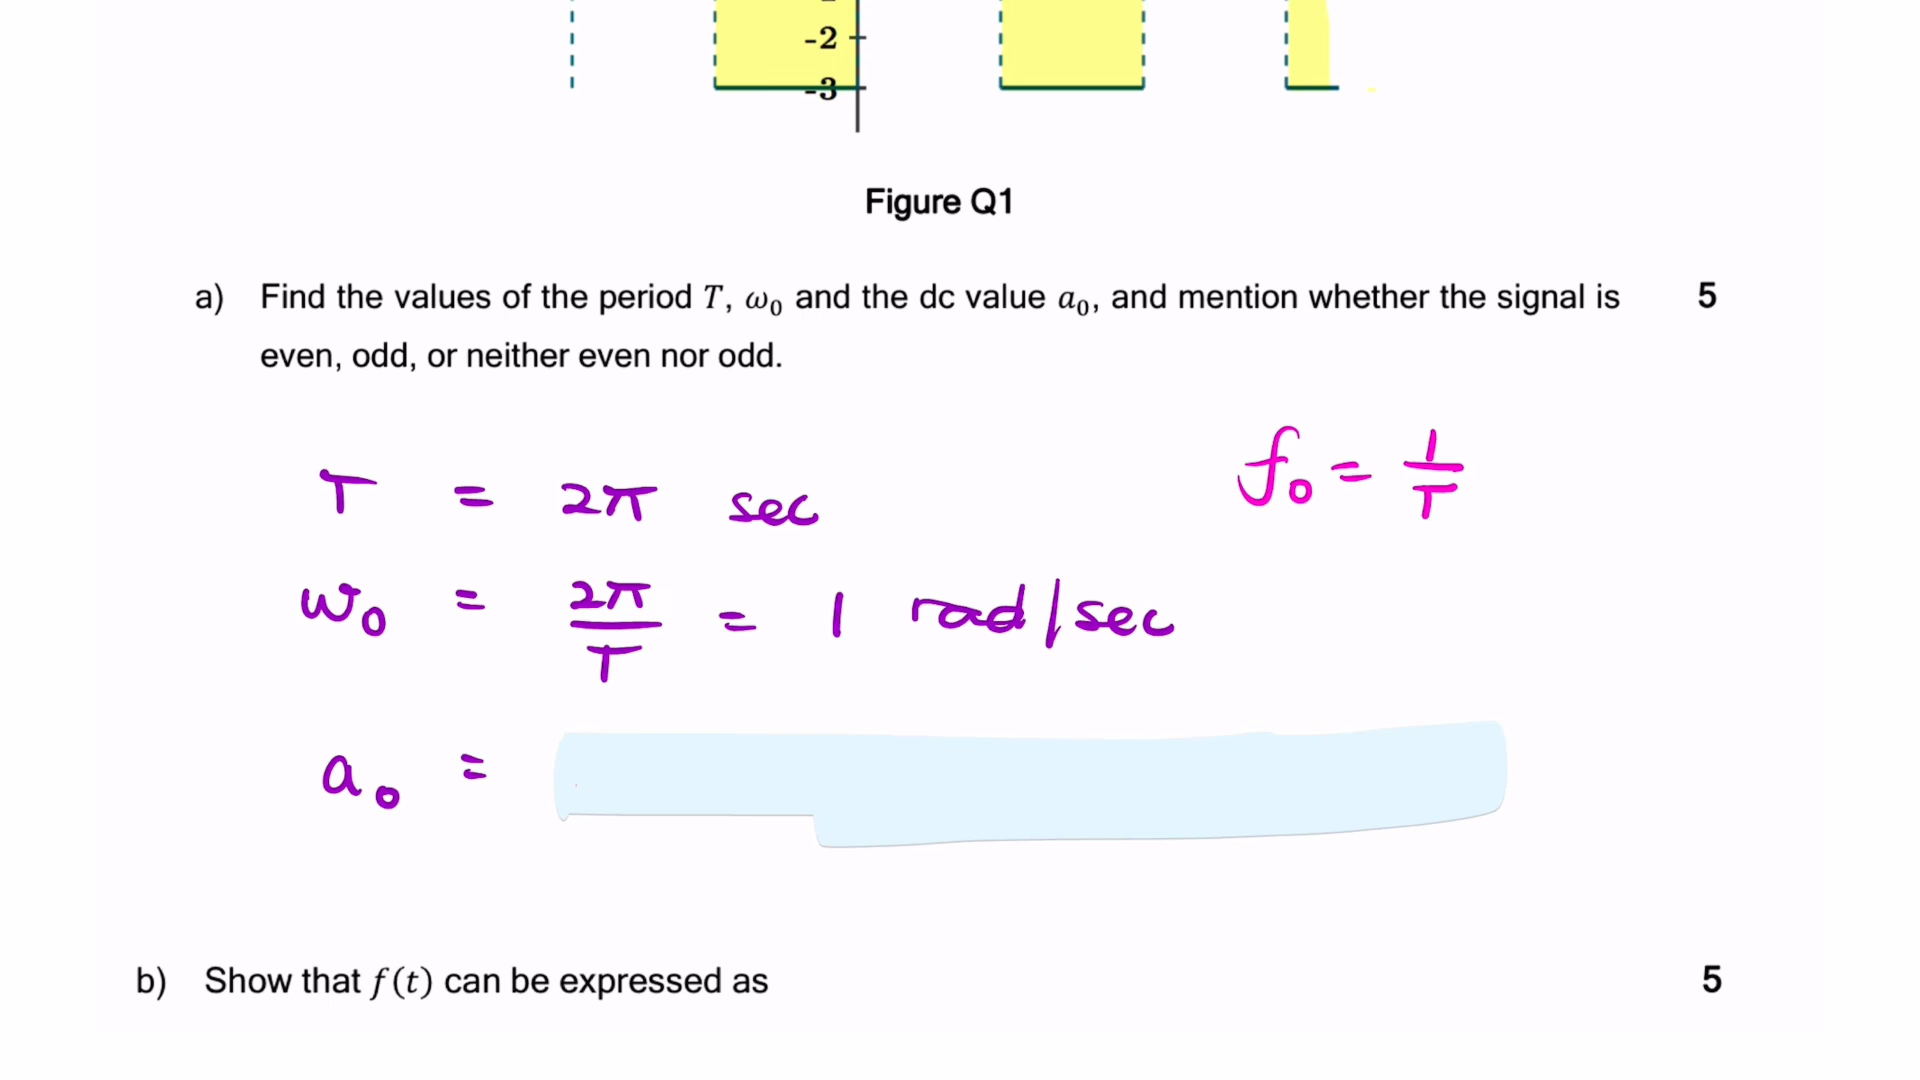 -2
-3
Figure Q1
a) Find the values of the period T, ω₀ and the dc value a₀, and mention whether the signal is 5
even, odd, or neither even nor odd.
T = 2π sec
f₀ = 1/T
ω₀ = 2π/T = 1 rad/sec
a₀ =
b) Show that f(t) can be expressed as 5